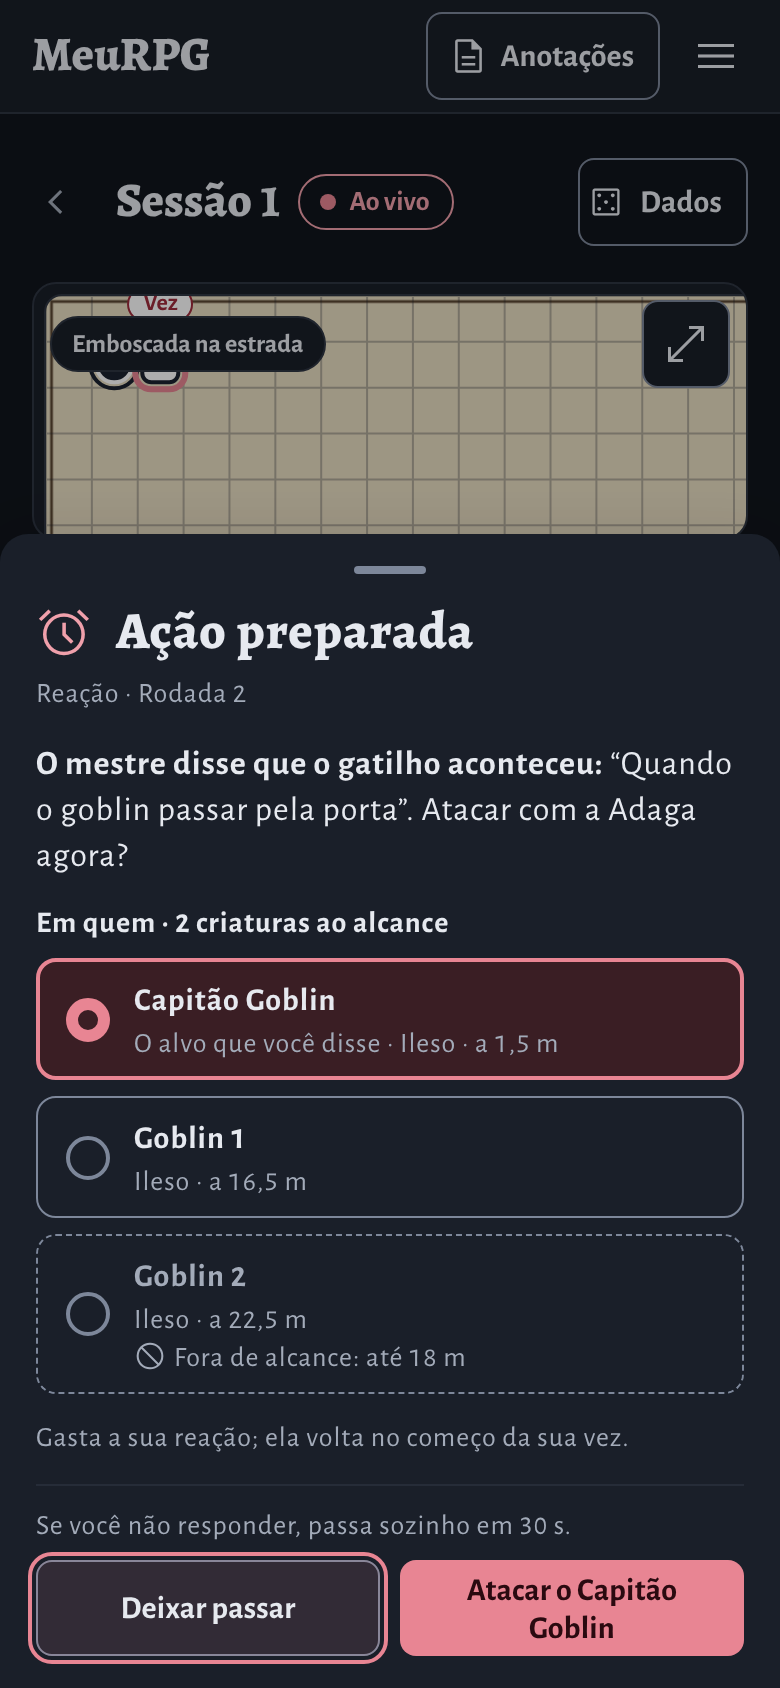 MeuRPG
Anotações
Sessão 1
Ao vivo
Dados
Vez
Emboscada na estrada
Ação preparada
Reação · Rodada 2
O mestre disse que o gatilho aconteceu: “Quando
o goblin passar pela porta”. Atacar com a Adaga
agora?
Em quem · 2 criaturas ao alcance
Capitão Goblin
O alvo que você disse · Ileso · a 1,5 m
Goblin 1
Ileso · a 16,5 m
Goblin 2
Ileso · a 22,5 m
Fora de alcance: até 18 m
Gasta a sua reação; ela volta no começo da sua vez.
Se você não responder, passa sozinho em 30 s.
Deixar passar
Atacar o Capitão
Goblin